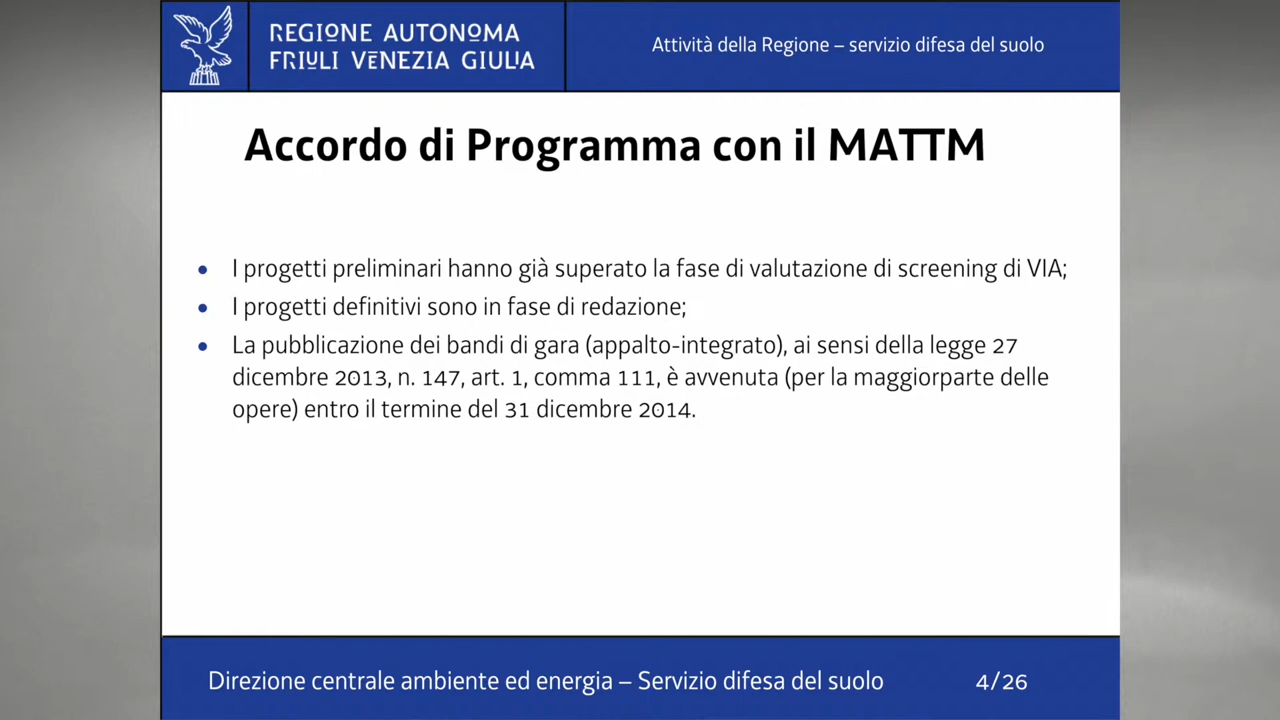 REGIONE AUTONOMA
FRIULI VENEZIA GIULIA
Attività della Regione – servizio difesa del suolo
Accordo di Programma con il MATTM
• I progetti preliminari hanno già superato la fase di valutazione di screening di VIA;
• I progetti definitivi sono in fase di redazione;
• La pubblicazione dei bandi di gara (appalto-integrato), ai sensi della legge 27
dicembre 2013, n. 147, art. 1, comma 111, è avvenuta (per la maggiorparte delle
opere) entro il termine del 31 dicembre 2014.
Direzione centrale ambiente ed energia – Servizio difesa del suolo
4/26